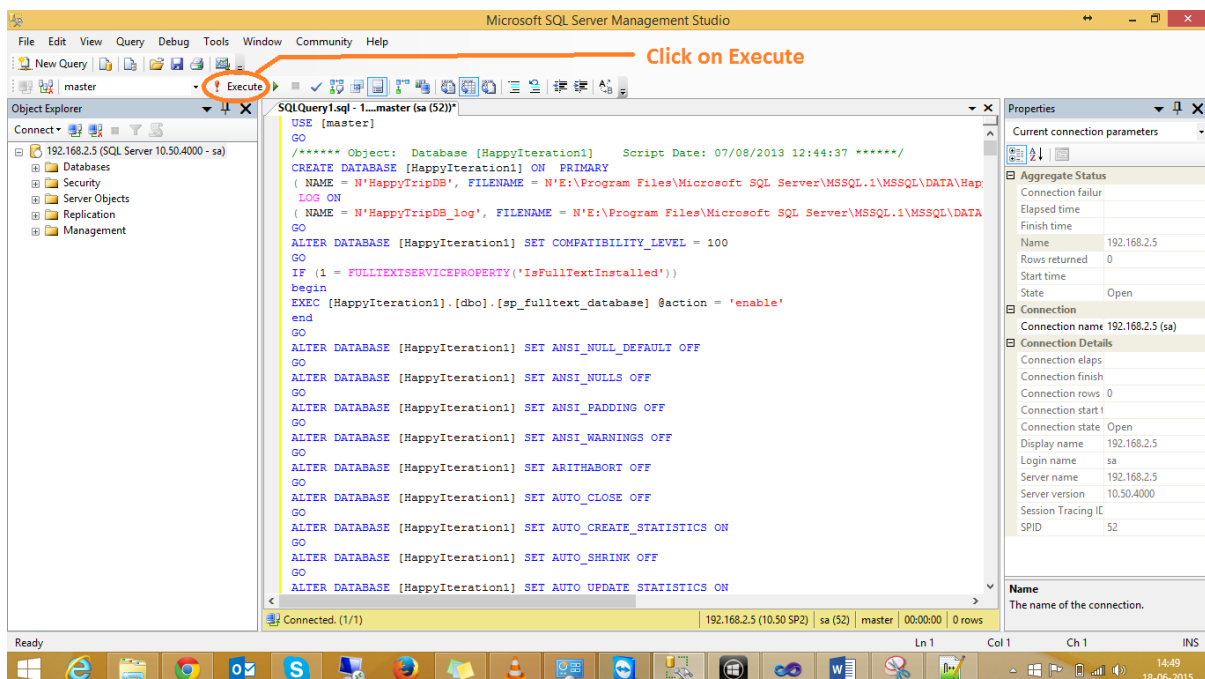 Microsoft SQL Server Management Studio
File Edit View Query Debug Tools Window Community Help
New Query
Click on Execute
master
Execute
Object Explorer
Connect
192.168.2.5 (SQL Server 10.50.4000 - sa)
Databases
Security
Server Objects
Replication
Management
SQLQuery1.sql - 1....master (sa (52))*
USE [master]
GO
/****** Object: Database [HappyIteration1] Script Date: 07/08/2013 12:44:37 ******/
CREATE DATABASE [HappyIteration1] ON PRIMARY
( NAME = N'HappyTripDB', FILENAME = N'E:\Program Files\Microsoft SQL Server\MSSQL.1\MSSQL\DATA\Hap
LOG ON
( NAME = N'HappyTripDB_log', FILENAME = N'E:\Program Files\Microsoft SQL Server\MSSQL.1\MSSQL\DATA
GO
ALTER DATABASE [HappyIteration1] SET COMPATIBILITY_LEVEL = 100
GO
IF (1 = FULLTEXTSERVICEPROPERTY('IsFullTextInstalled'))
begin
EXEC [HappyIteration1].[dbo].[sp_fulltext_database] @action = 'enable'
end
GO
ALTER DATABASE [HappyIteration1] SET ANSI_NULL_DEFAULT OFF
GO
ALTER DATABASE [HappyIteration1] SET ANSI_NULLS OFF
GO
ALTER DATABASE [HappyIteration1] SET ANSI_PADDING OFF
GO
ALTER DATABASE [HappyIteration1] SET ANSI_WARNINGS OFF
GO
ALTER DATABASE [HappyIteration1] SET ARITHABORT OFF
GO
ALTER DATABASE [HappyIteration1] SET AUTO_CLOSE OFF
GO
ALTER DATABASE [HappyIteration1] SET AUTO_CREATE_STATISTICS ON
GO
ALTER DATABASE [HappyIteration1] SET AUTO_SHRINK OFF
GO
ALTER DATABASE [HappyIteration1] SET AUTO_UPDATE_STATISTICS ON
Connected. (1/1)
192.168.2.5 (10.50 SP2) sa (52) master 00:00:00 0 rows
Properties
Current connection parameters
Aggregate Status
Connection failur
Elapsed time
Finish time
Name 192.168.2.5
Rows returned 0
Start time
State Open
Connection
Connection name 192.168.2.5 (sa)
Connection Details
Connection elaps
Connection finish
Connection rows 0
Connection start t
Connection state Open
Display name 192.168.2.5
Login name sa
Server name 192.168.2.5
Server version 10.50.4000
Session Tracing ID
SPID 52
Name
The name of the connection.
Ready
Ln 1 Col 1 Ch 1 INS
14:49
18-06-2015